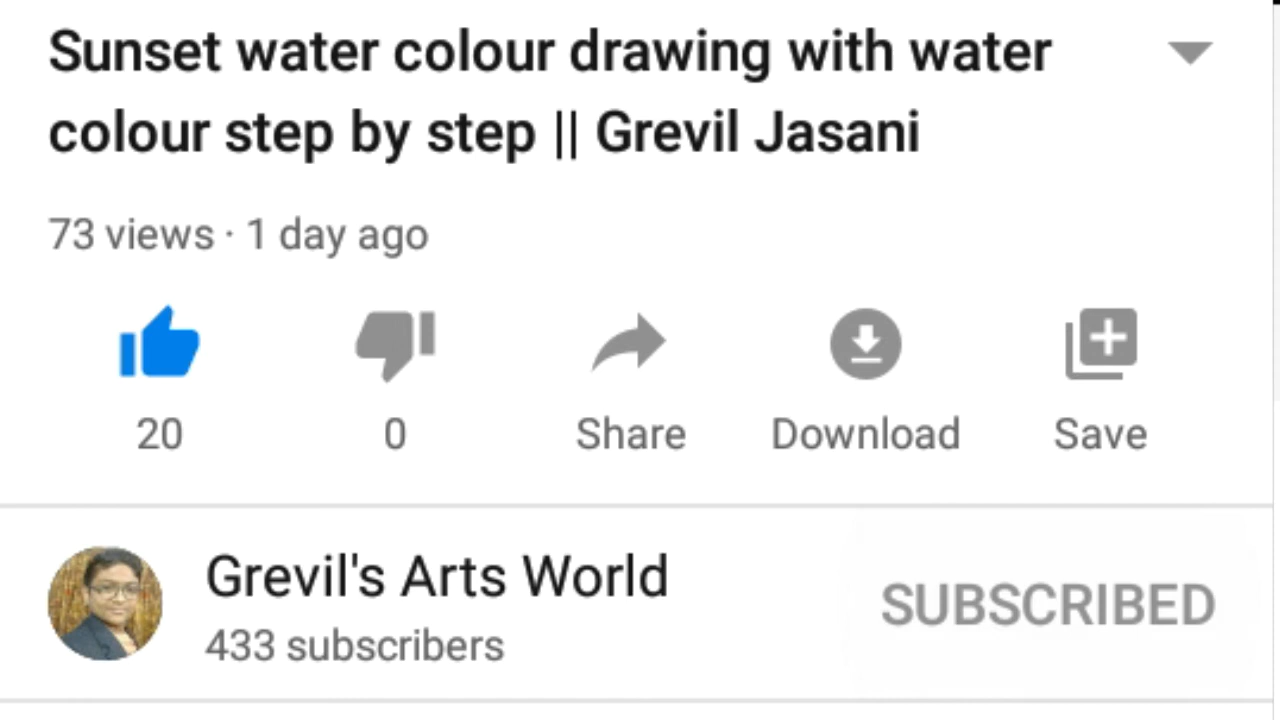 Sunset water colour drawing with water
colour step by step || Grevil Jasani
73 views · 1 day ago
20
0
Share
Download
Save
Grevil's Arts World
SUBSCRIBED
433 subscribers